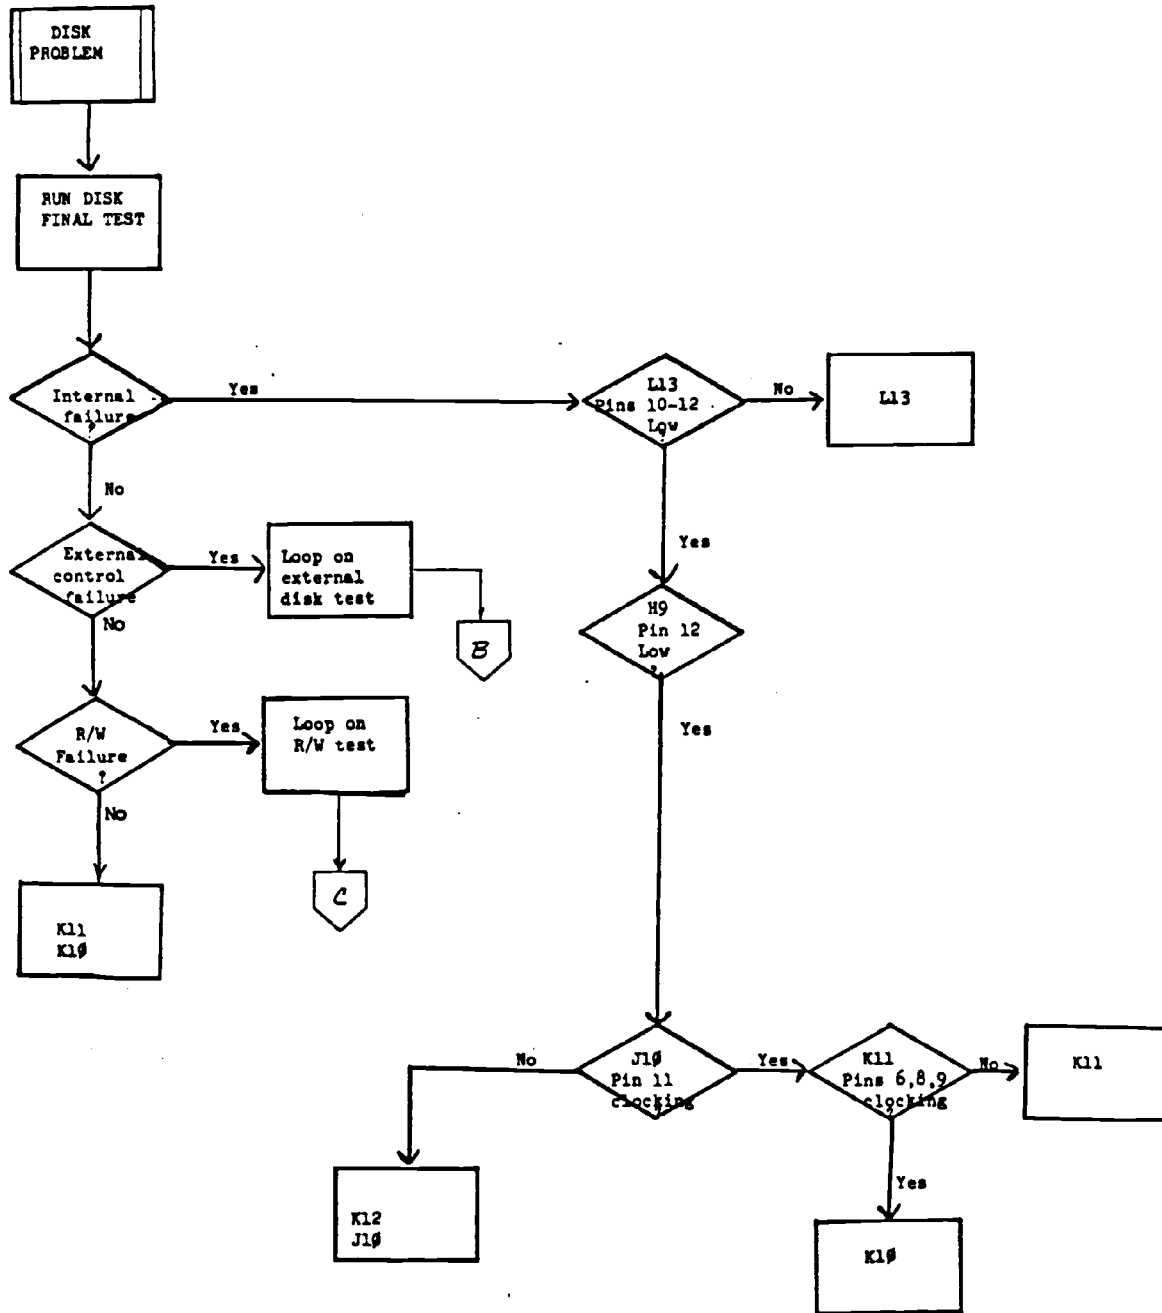 DISK
PROBLEM
RUN DISK
FINAL TEST
Internal
failure
?
Yes
No
L13
Pins 10-12
Low
?
No
L13
Yes
External
control
failure
Yes
No
Loop on
external
disk test
B
H9
Pin 12
Low
?
Yes
R/W
Failure
?
Yes
No
Loop on
R/W test
C
K11
K1Ø
J1Ø
Pin 11
clocking
?
No
Yes
K11
Pins 6,8,9
clocking
?
No
K11
Yes
K12
J1Ø
K1Ø